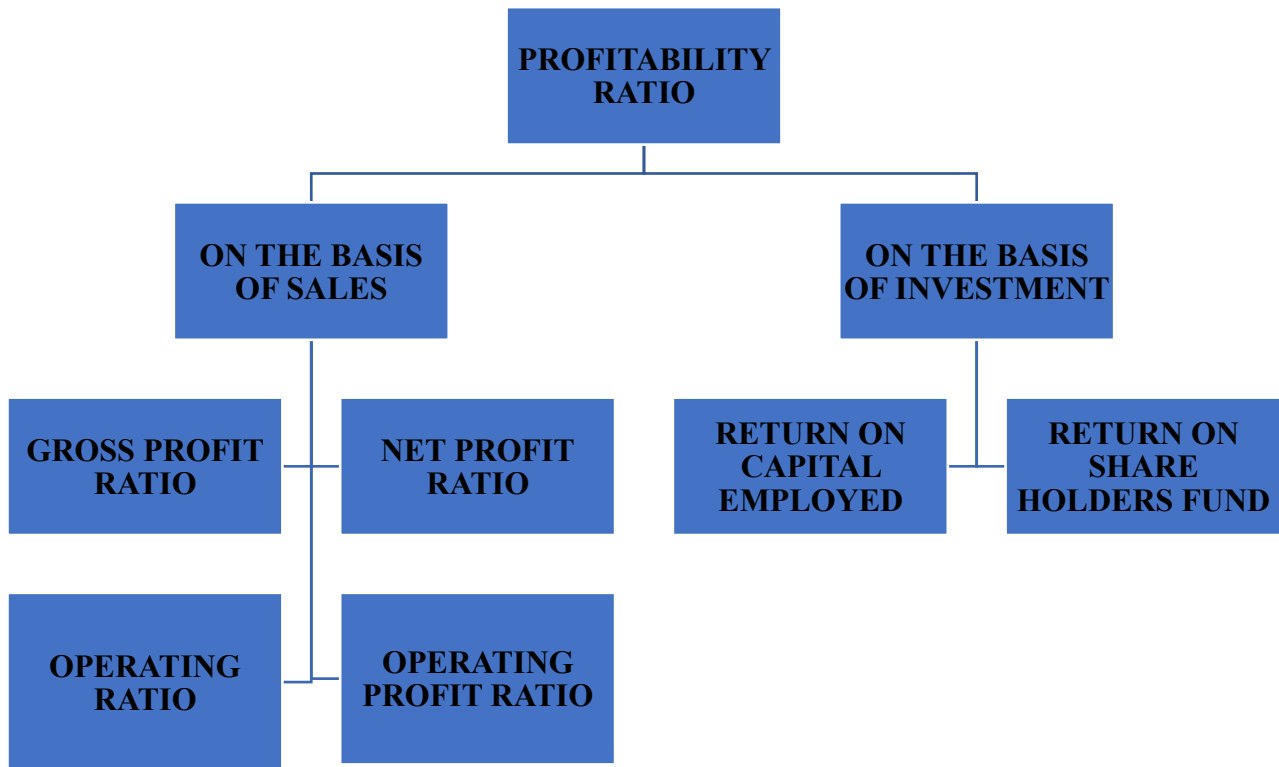 PROFITABILITY
RATIO
ON THE BASIS
OF SALES
ON THE BASIS
OF INVESTMENT
GROSS PROFIT
RATIO
NET PROFIT
RATIO
RETURN ON
CAPITAL
EMPLOYED
RETURN ON
SHARE
HOLDERS FUND
OPERATING
RATIO
OPERATING
PROFIT RATIO